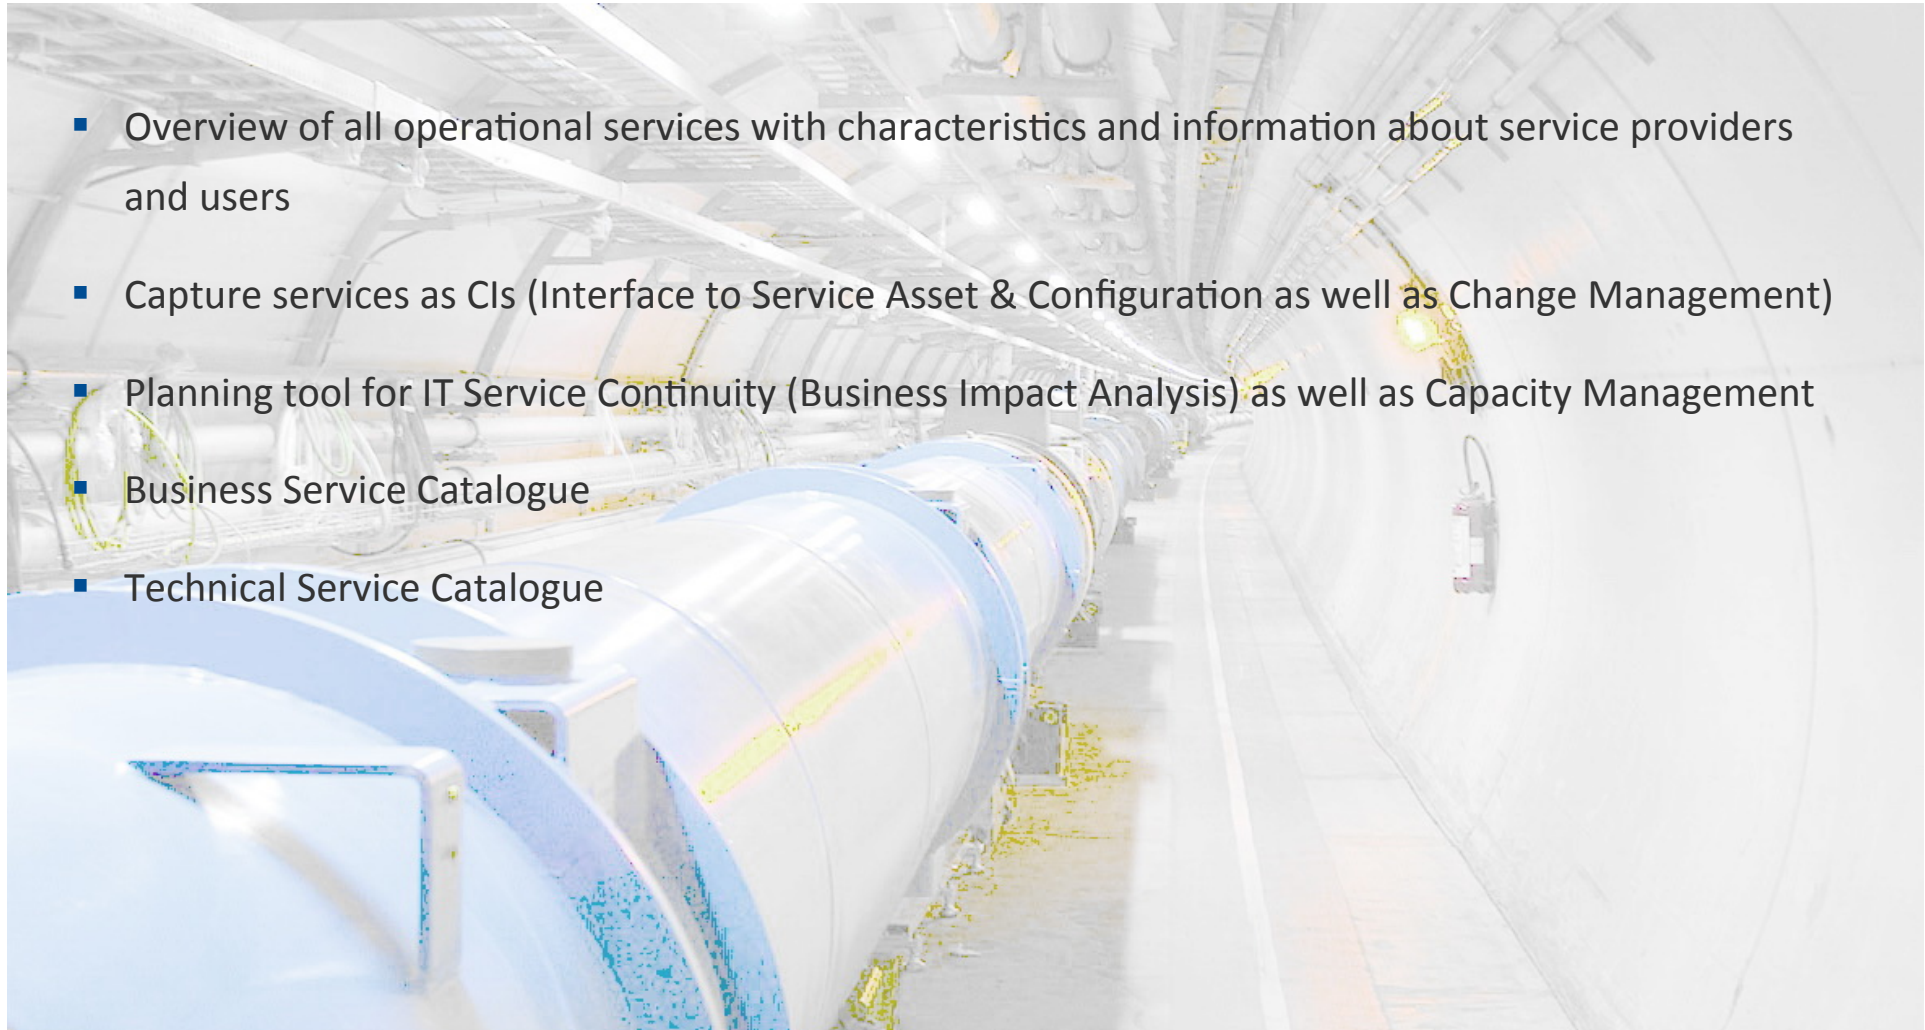 ▪ Overview of all operational services with characteristics and information about service providers
and users
▪ Capture services as CIs (Interface to Service Asset & Configuration as well as Change Management)
▪ Planning tool for IT Service Continuity (Business Impact Analysis) as well as Capacity Management
▪ Business Service Catalogue
▪ Technical Service Catalogue